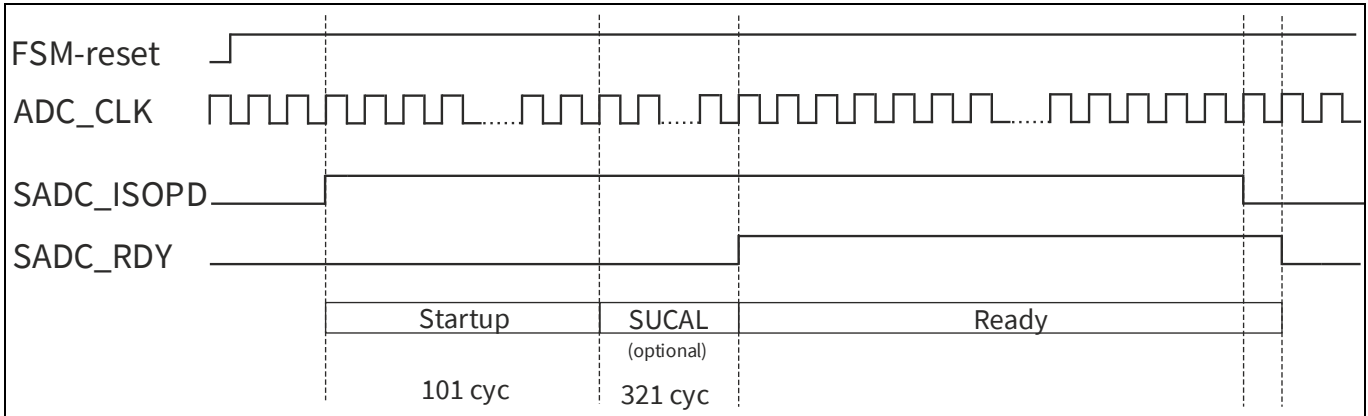 FSM-reset
ADC_CLK
SADC_ISOPD
SADC_RDY
Startup SUCAL Ready
(optional)
101 cyc 321 cyc